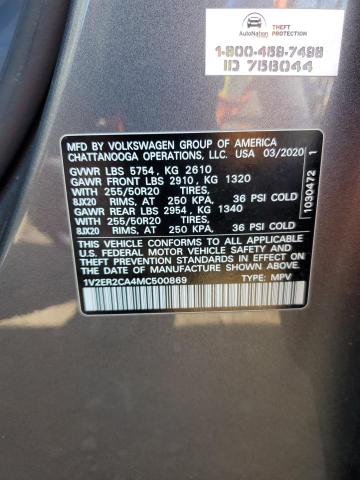 AutoNation
THEFT
PROTECTION
1-800-459-7498
ID 758044
MFD BY VOLKSWAGEN GROUP OF AMERICA
CHATTANOOGA OPERATIONS, LLC. USA 03/2020
GVWR LBS 5754 , KG 2610
GAWR FRONT LBS 2910 , KG 1320
WITH 255/50R20 TIRES.
8JX20 RIMS, AT 250 KPA, 36 PSI COLD
GAWR REAR LBS 2954 , KG 1340
WITH 255/50R20 TIRES.
8JX20 RIMS, AT 250 KPA, 36 PSI COLD
THIS VEHICLE CONFORMS TO ALL APPLICABLE
U.S. FEDERAL MOTOR VEHICLE SAFETY AND
THEFT PREVENTION STANDARDS IN EFFECT ON
THE DATE OF MANUFACTURE SHOWN ABOVE.
1V2ER2CA4MC500869 TYPE: MPV
11030472 1